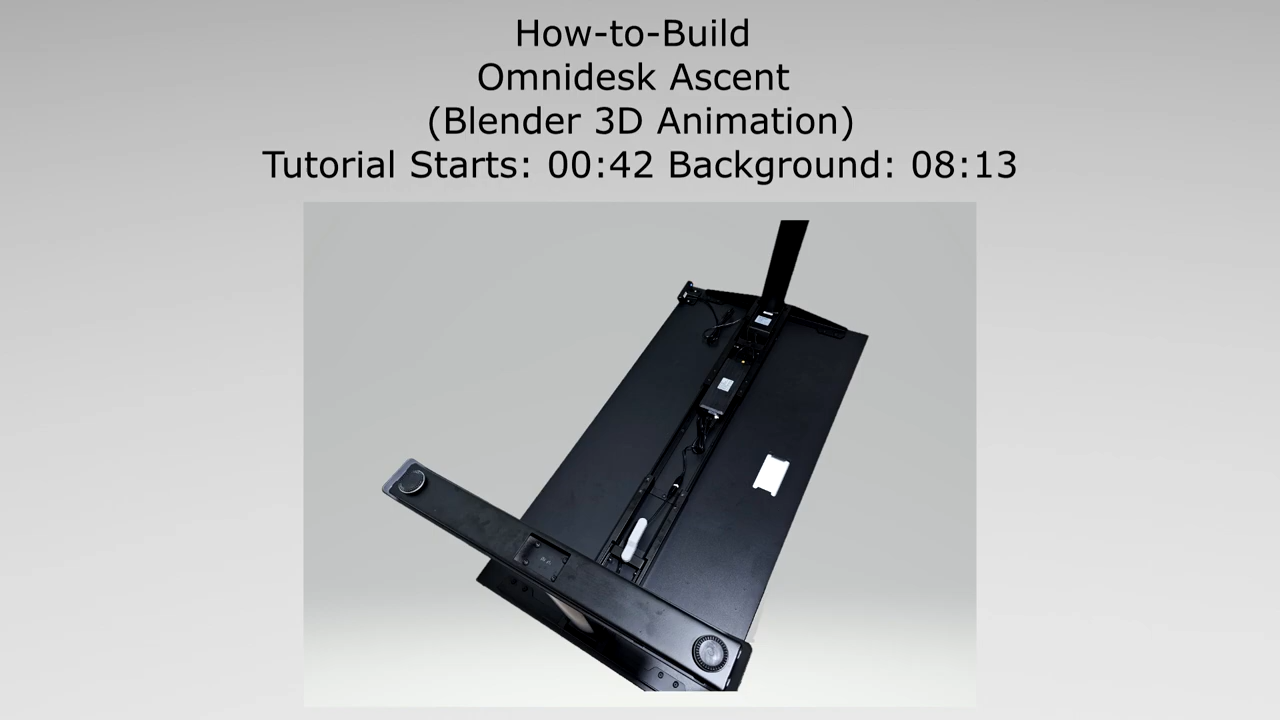 How-to-Build
Omnidesk Ascent
(Blender 3D Animation)
Tutorial Starts: 00:42 Background: 08:13